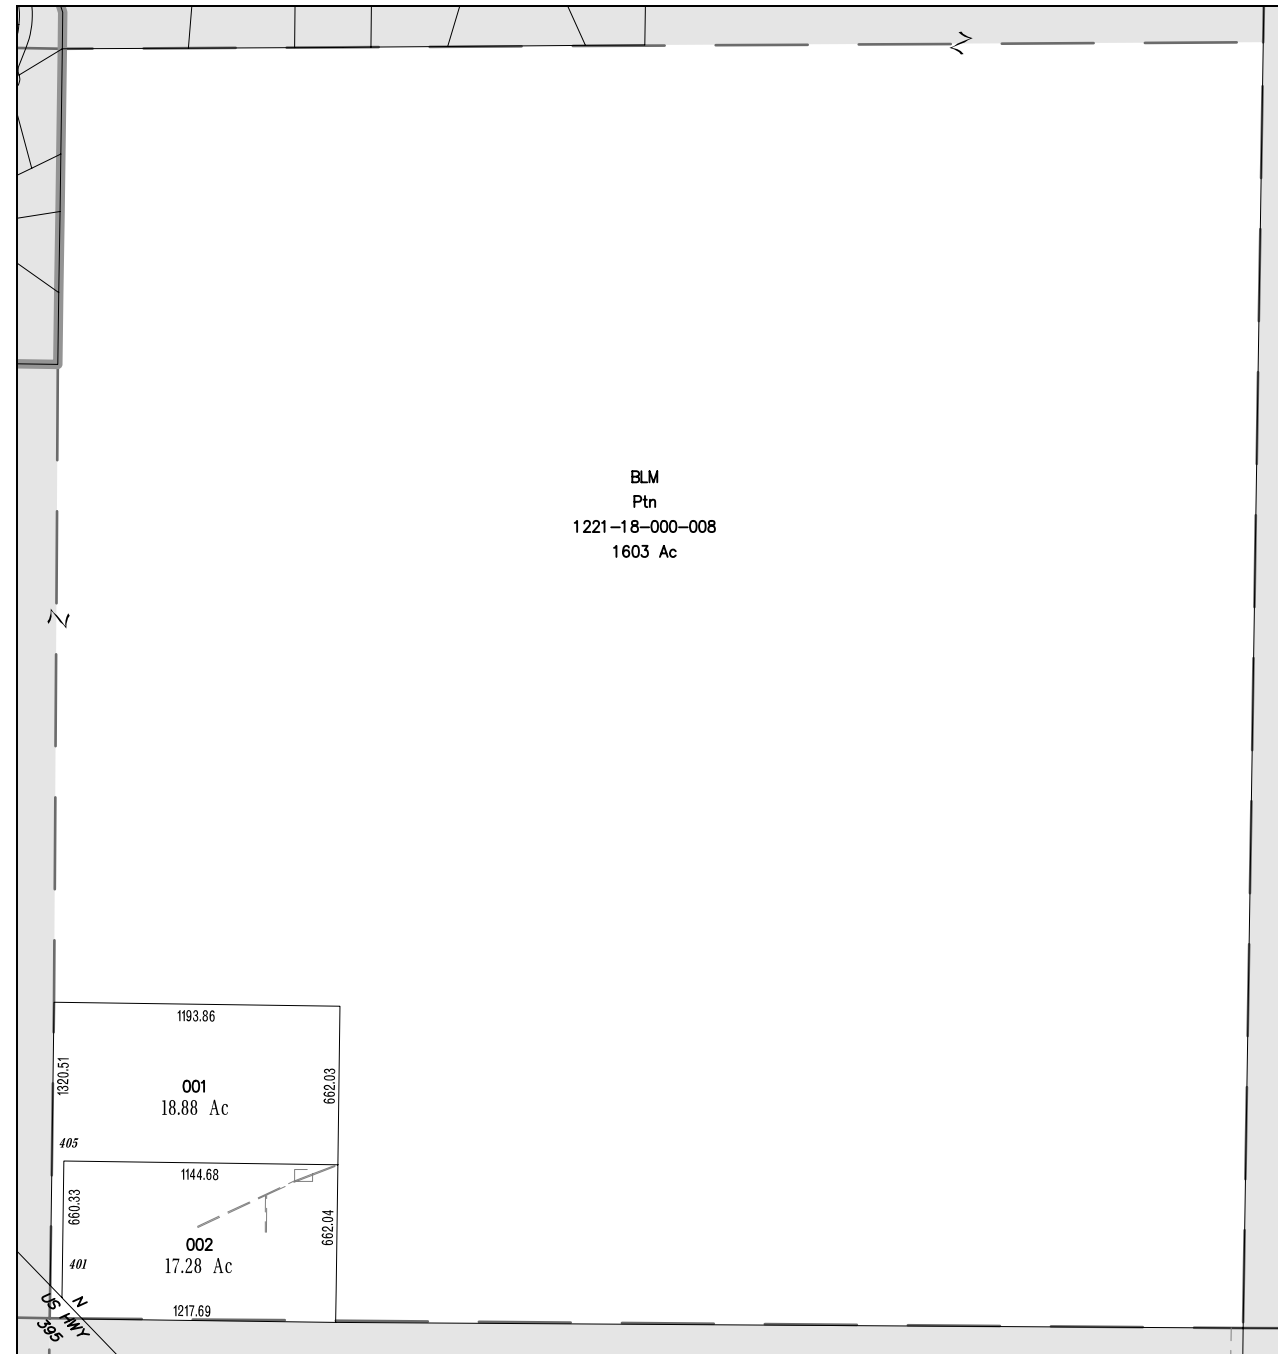 BLM
Ptn
1221-18-000-008
1603 Ac
1193.86
1320.51
662.03
001
18.88 Ac
405
1144.68
660.33
662.04
002
17.28 Ac
401
1217.69
N
US HWY
395